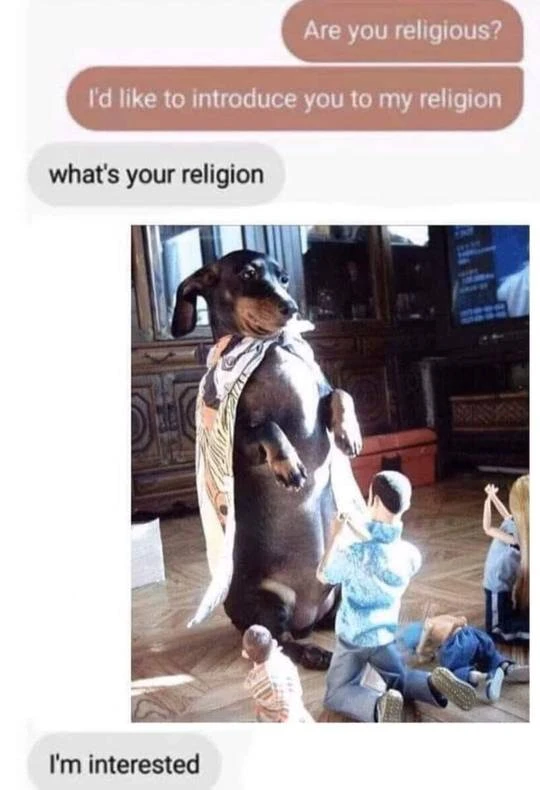 Are you religious?
I'd like to introduce you to my religion
what's your religion
I'm interested